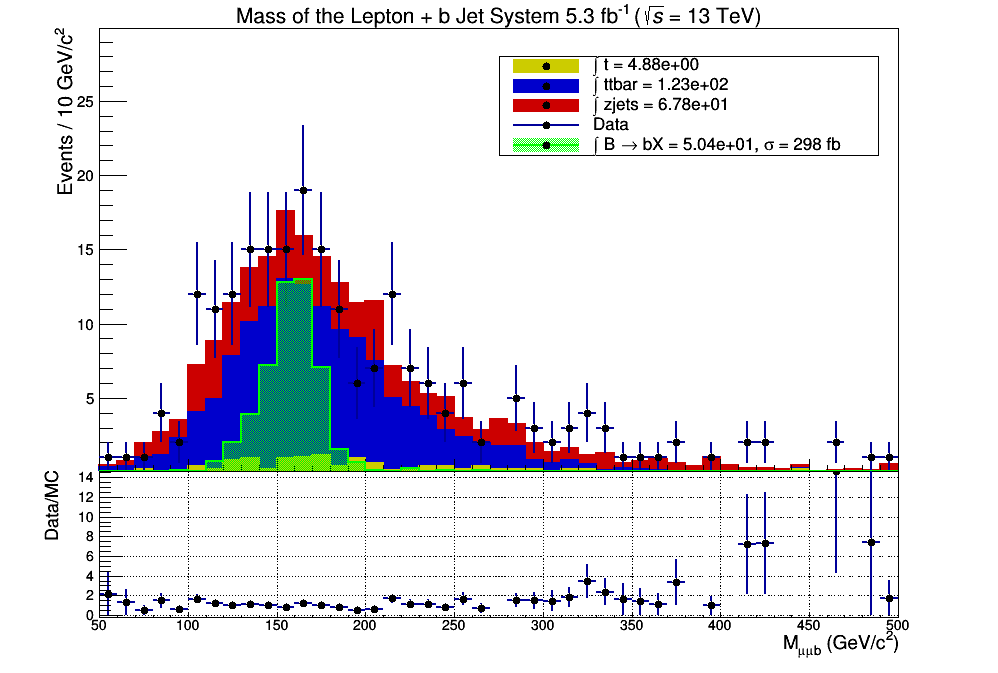 Mass of the Lepton + b Jet System 5.3 fb⁻¹ (√s = 13 TeV)
Events / 10 GeV/c²
25
20
15
10
5
∫ t = 4.88e+00
∫ ttbar = 1.23e+02
∫ zjets = 6.78e+01
Data
∫ B → bX = 5.04e+01, σ = 298 fb
Data/MC
14
12
10
8
6
4
2
0
50 100 150 200 250 300 350 400 450 500
M_μμb (GeV/c²)